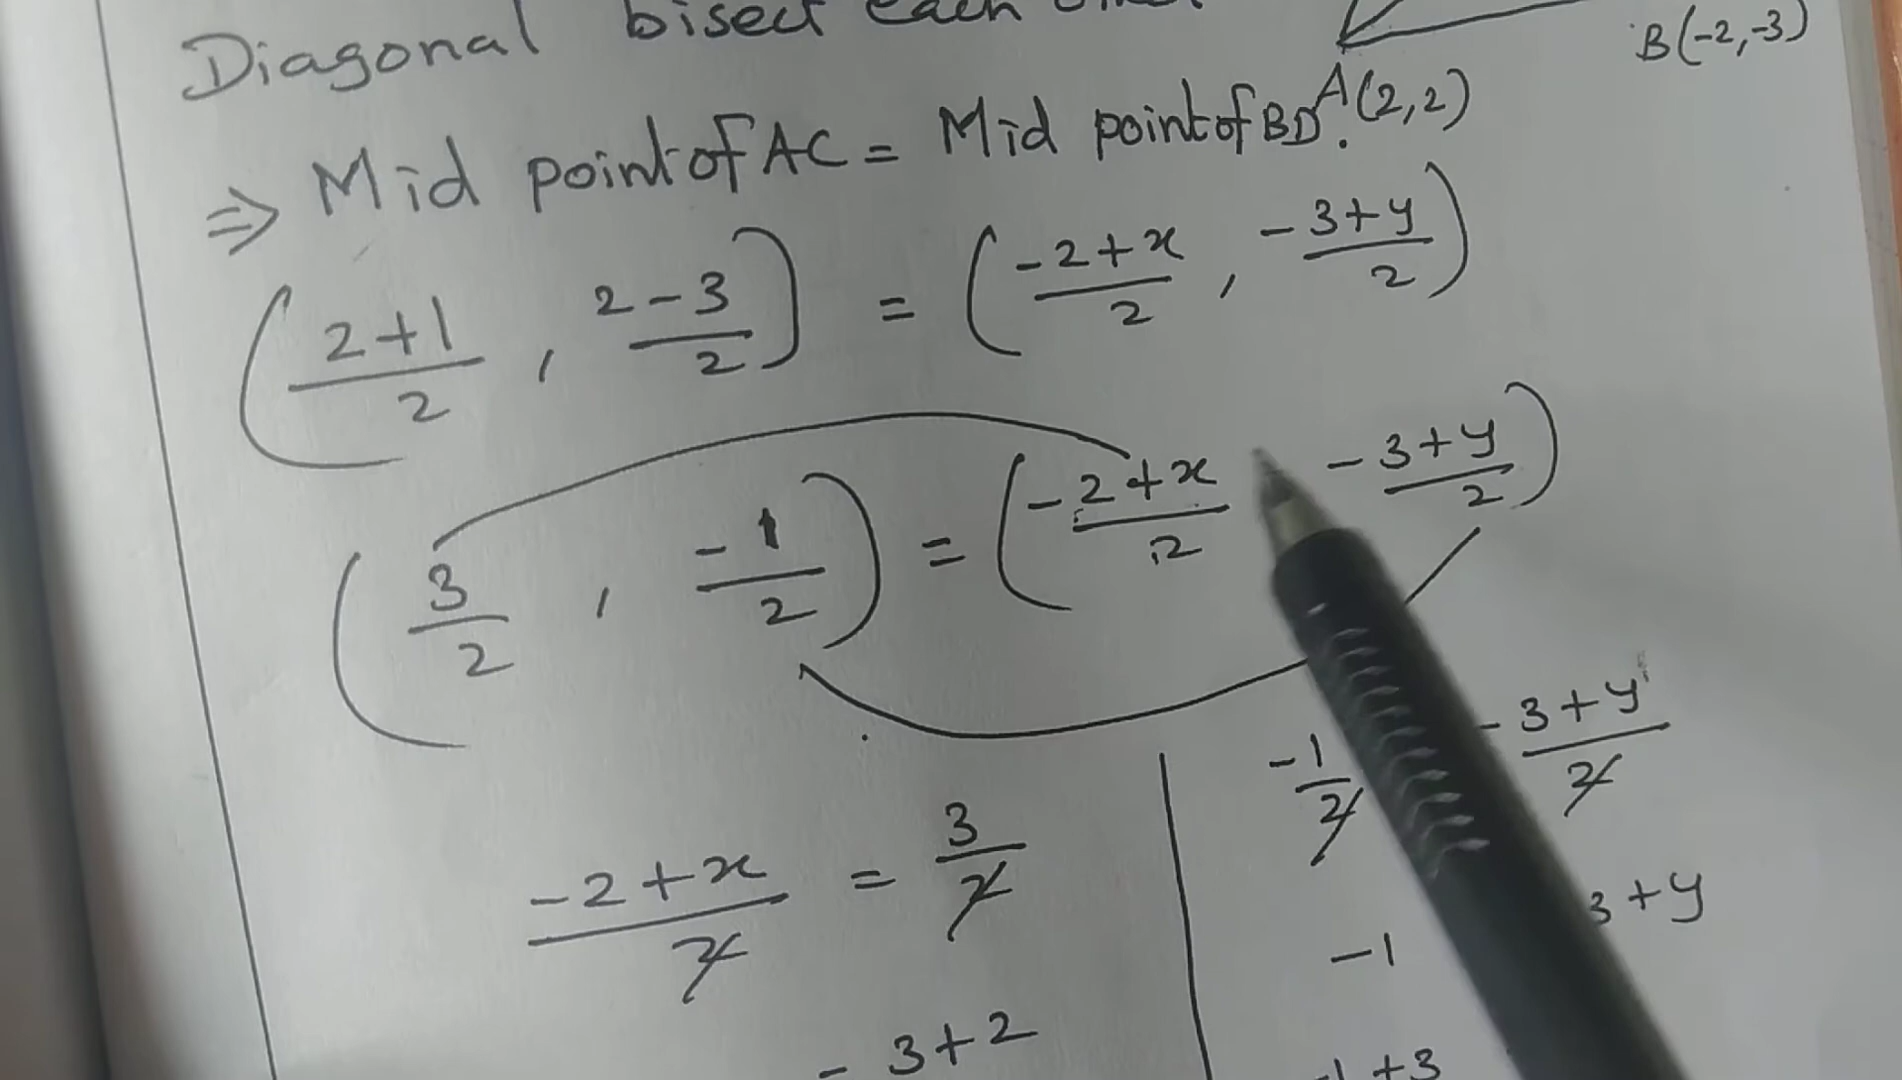 B(-2,-3)
Diagonal bisect each
A(2,2)
⇒ Mid point of AC = Mid point of BD.
(2+1/2, 2-3/2) = (-2+x/2, -3+y/2)
(3/2, -1/2) = (-2+x/2 -3+y/2)
-2+x/2 = 3/2
-1/2 -3+y/2
-1 3+y
3+2
-1+3